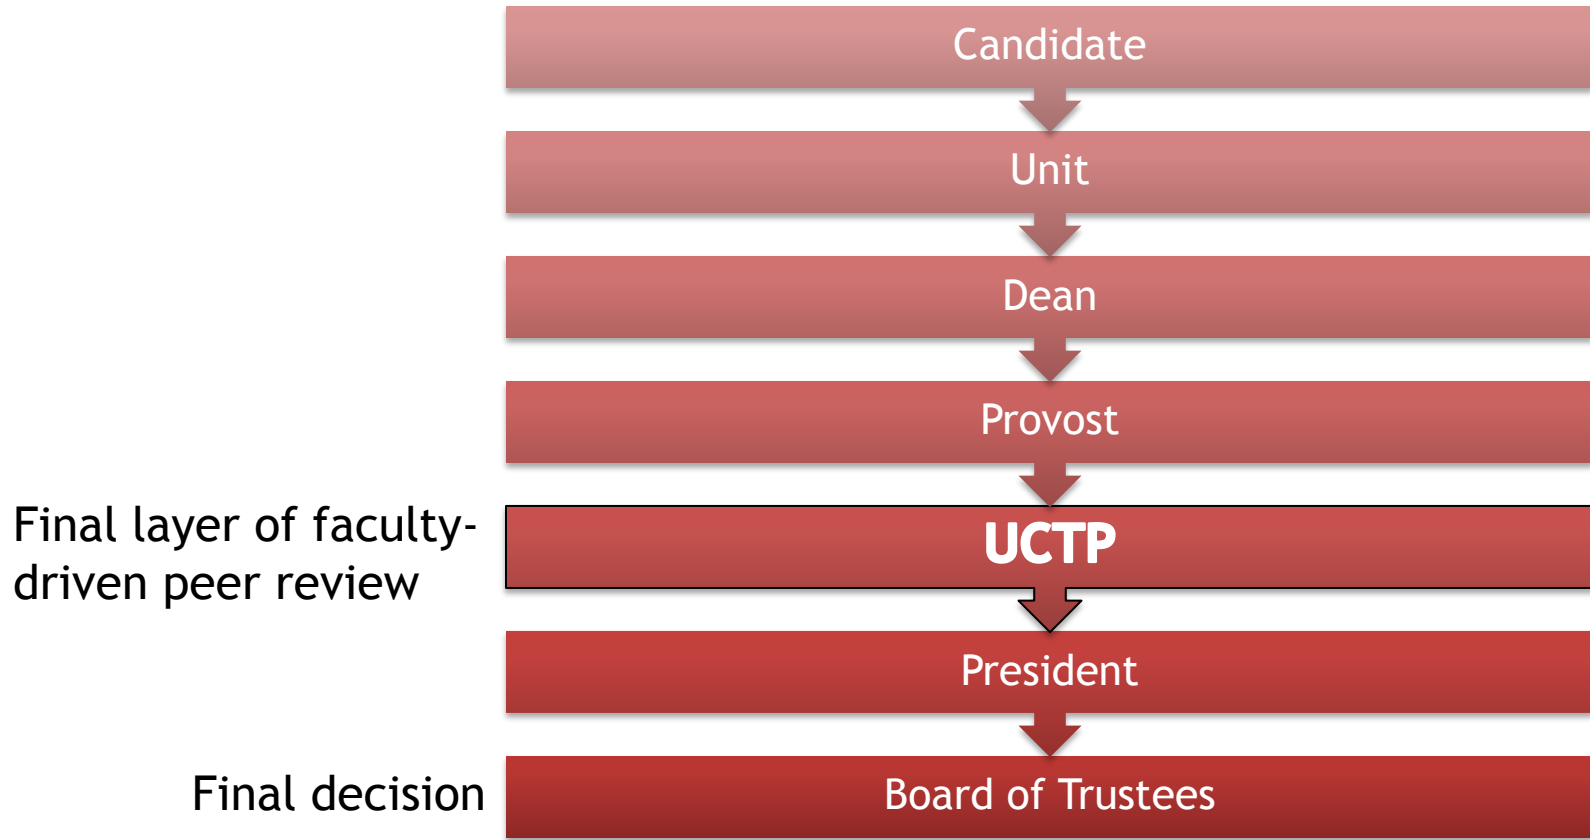 Candidate
Unit
Dean
Provost
Final layer of faculty-
driven peer review
UCTP
President
Final decision
Board of Trustees